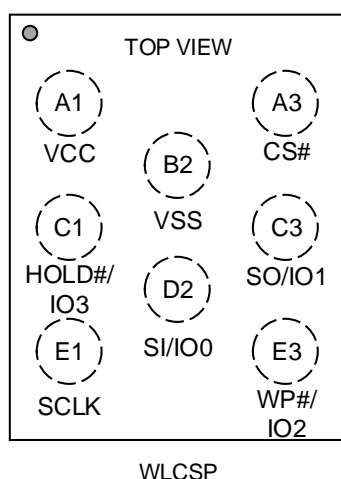 TOP VIEW
A1
A3
VCC
CS#
B2
VSS
C1
C3
HOLD#/
IO3
SO/IO1
D2
SI/IO0
E1
E3
SCLK
WP#/
IO2
WLCSP